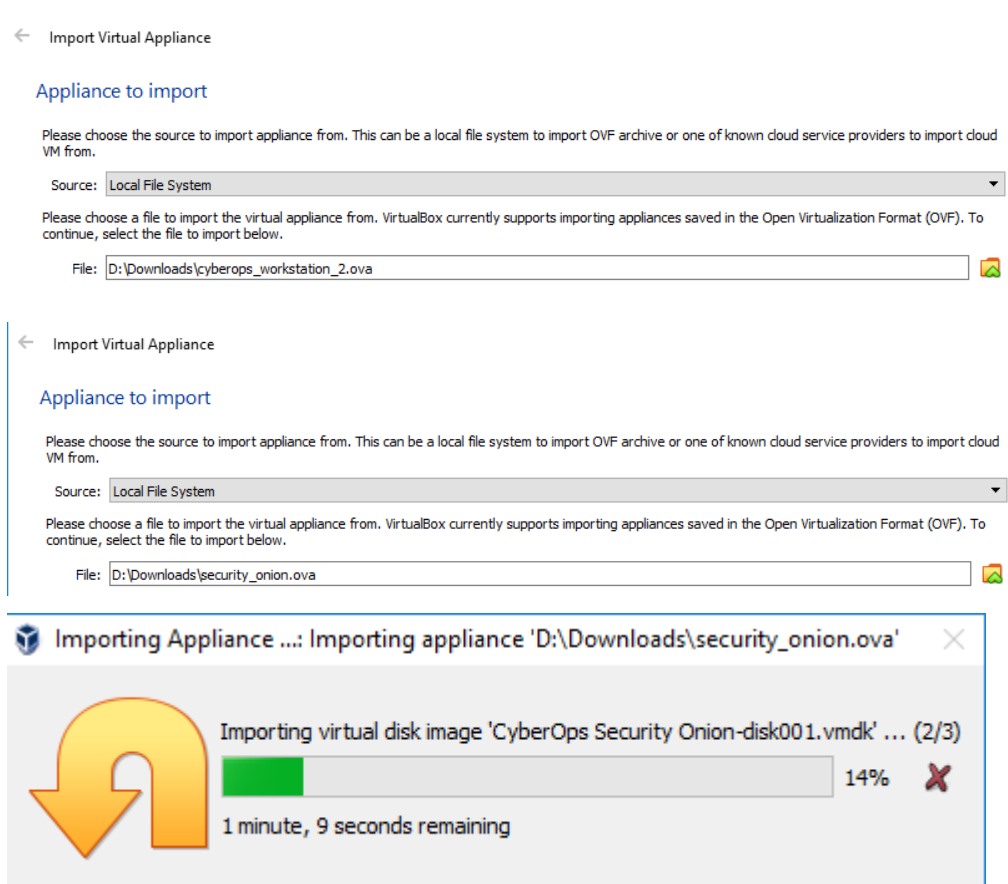 Import Virtual Appliance
Appliance to import
Please choose the source to import appliance from. This can be a local file system to import OVF archive or one of known cloud service providers to import cloud
VM from.
Source: Local File System
Please choose a file to import the virtual appliance from. VirtualBox currently supports importing appliances saved in the Open Virtualization Format (OVF). To
continue, select the file to import below.
File: D:\Downloads\cyberops_workstation_2.ova
Import Virtual Appliance
Appliance to import
Please choose the source to import appliance from. This can be a local file system to import OVF archive or one of known cloud service providers to import cloud
VM from.
Source: Local File System
Please choose a file to import the virtual appliance from. VirtualBox currently supports importing appliances saved in the Open Virtualization Format (OVF). To
continue, select the file to import below.
File: D:\Downloads\security_onion.ova
Importing Appliance ...: Importing appliance 'D:\Downloads\security_onion.ova'
Importing virtual disk image 'CyberOps Security Onion-disk001.vmdk' ... (2/3)
14%
1 minute, 9 seconds remaining